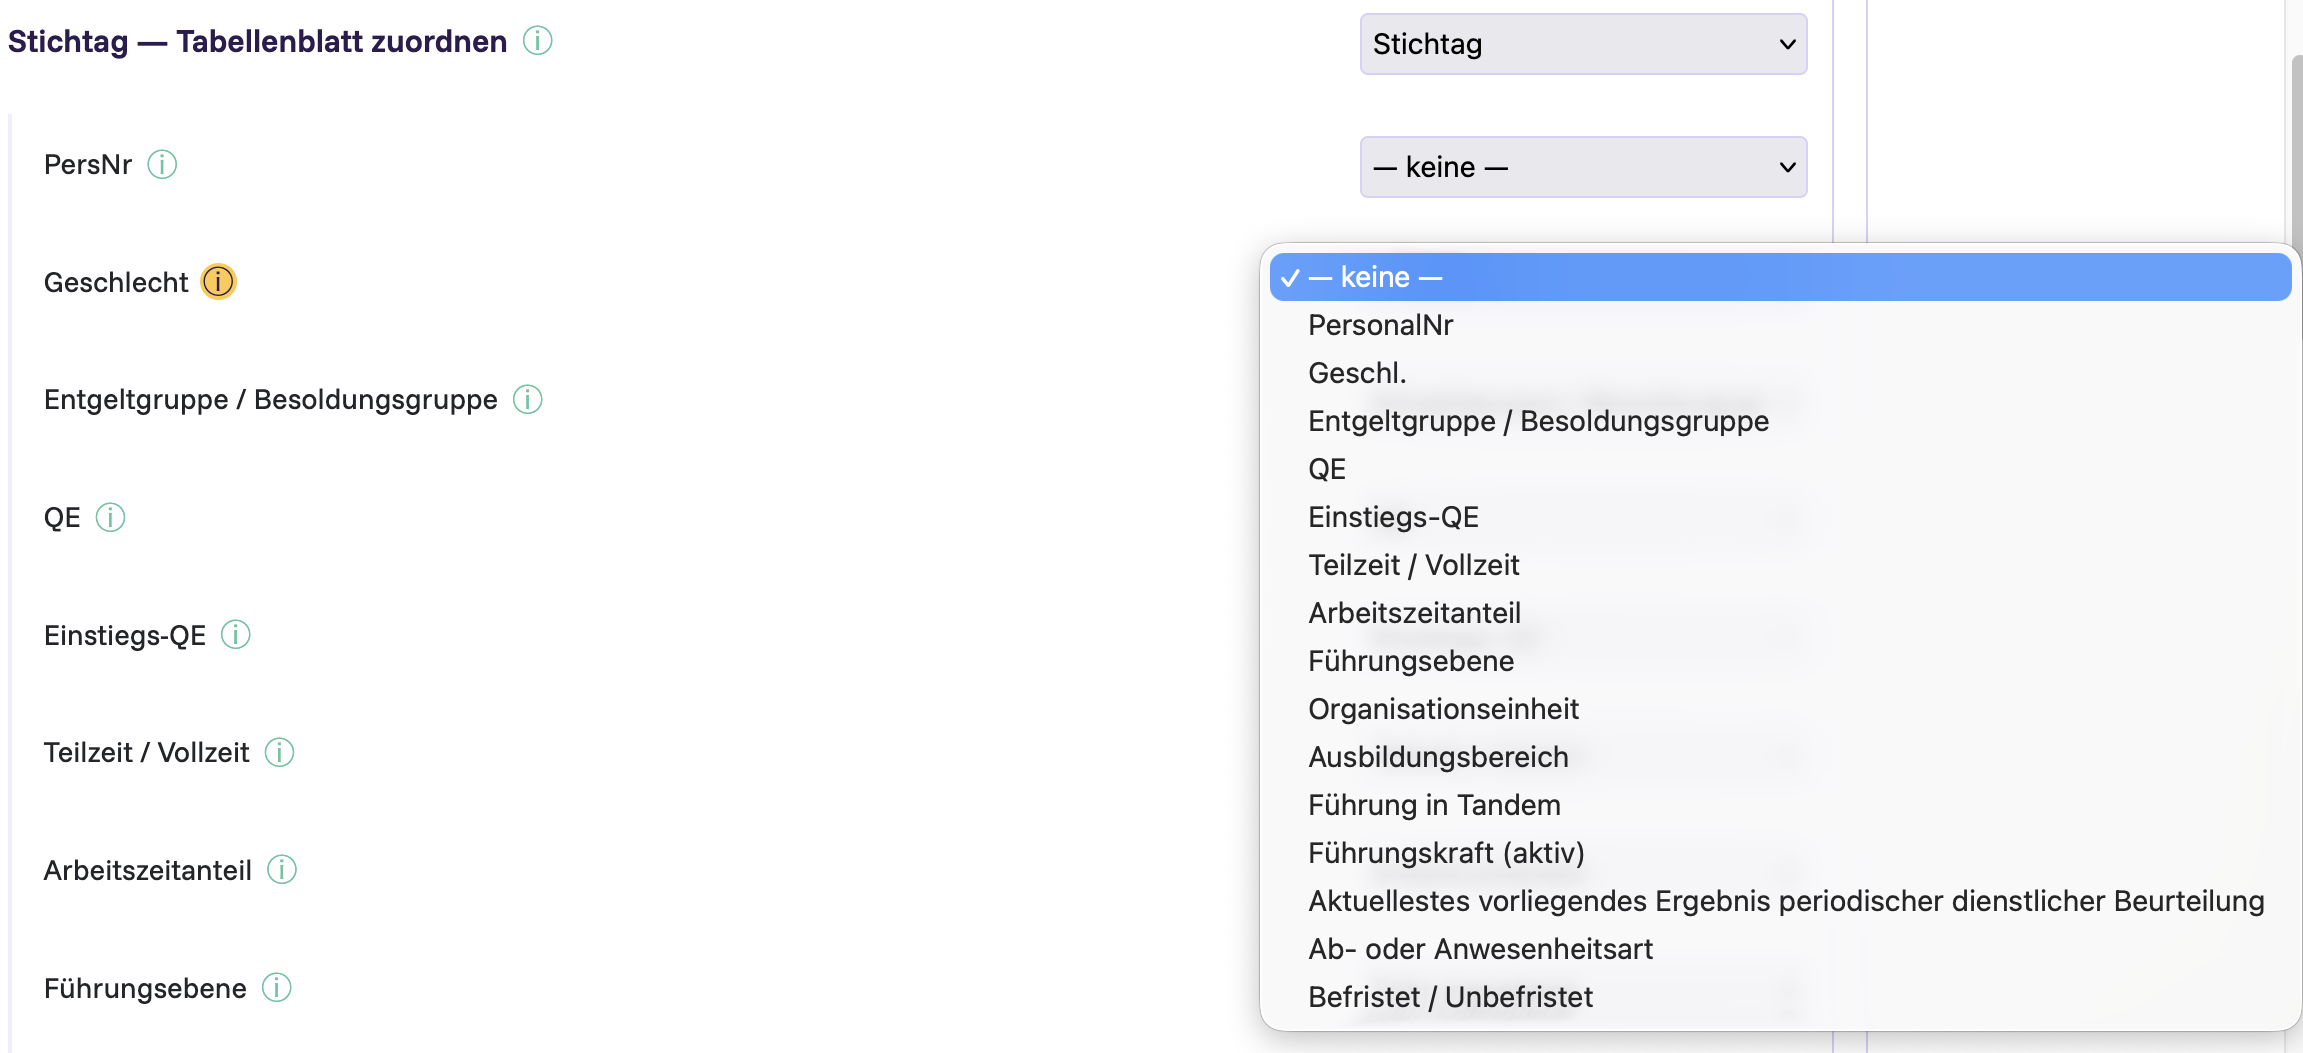 Stichtag — Tabellenblatt zuordnen
Stichtag
PersNr
— keine —
Geschlecht
Entgeltgruppe / Besoldungsgruppe
QE
Einstiegs-QE
Teilzeit / Vollzeit
Arbeitszeitanteil
Führungsebene
— keine —
PersonalNr
Geschl.
Entgeltgruppe / Besoldungsgruppe
QE
Einstiegs-QE
Teilzeit / Vollzeit
Arbeitszeitanteil
Führungsebene
Organisationseinheit
Ausbildungsbereich
Führung in Tandem
Führungskraft (aktiv)
Aktuellestes vorliegendes Ergebnis periodischer dienstlicher Beurteilung
Ab- oder Anwesenheitsart
Befristet / Unbefristet